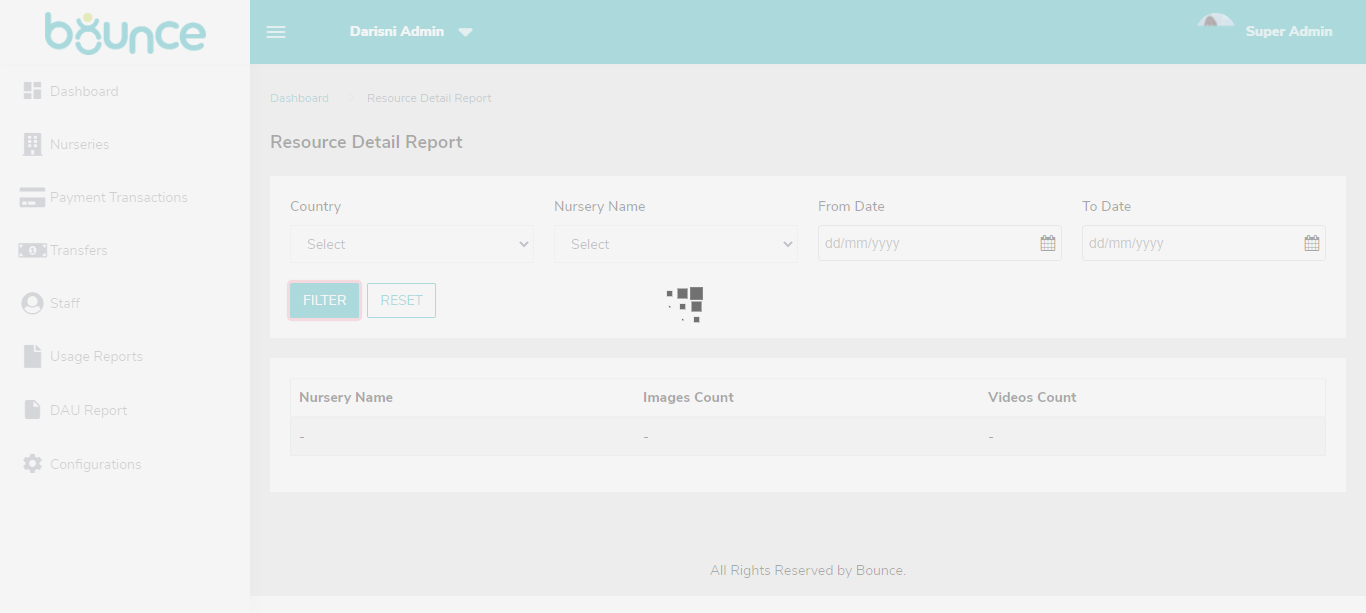 bounce
Darisni Admin
Super Admin
Dashboard
Nurseries
Payment Transactions
Transfers
Staff
Usage Reports
DAU Report
Configurations
Dashboard > Resource Detail Report
Resource Detail Report
Country Nursery Name From Date To Date
Select Select dd/mm/yyyy dd/mm/yyyy
FILTER RESET
Nursery Name Images Count Videos Count
- - -
All Rights Reserved by Bounce.